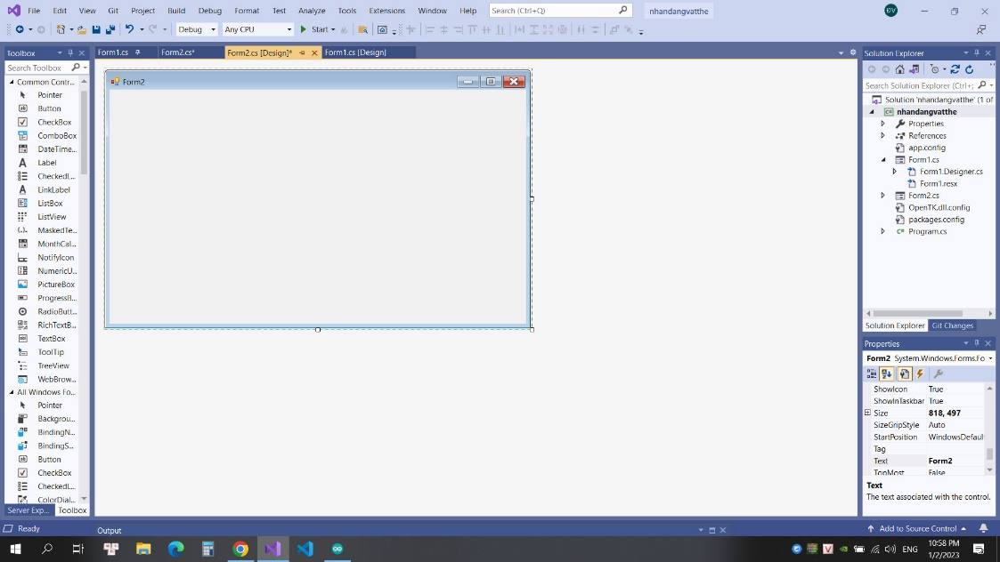 File Edit View Git Project Build Debug Format Test Analyze Tools Extensions Window Help Search (Ctrl+Q) nhandangvatthe ĐV
Debug Any CPU Start
Toolbox
Search Toolbox
Common Contr...
Pointer
Button
CheckBox
ComboBox
DateTime...
Label
CheckedL...
LinkLabel
ListBox
ListView
MaskedTe...
MonthCal...
NotifyIcon
NumericU...
PictureBox
ProgressB...
RadioButt...
RichTextB...
TextBox
ToolTip
TreeView
WebBrow...
All Windows Fo...
Pointer
Backgrou...
BindingN...
BindingS...
Button
CheckBox
CheckedL...
ColorDial...
Server Exp... Toolbox
Form1.cs Form2.cs* Form2.cs [Design]* Form1.cs [Design]
Form2
Solution Explorer
Search Solution Explorer (Ctrl+;
Solution 'nhandangvatthe' (1 of
nhandangvatthe
Properties
References
app.config
Form1.cs
Form1.Designer.cs
Form1.resx
Form2.cs
OpenTK.dll.config
packages.config
Program.cs
Solution Explorer Git Changes
Properties
Form2 System.Windows.Forms.Fo
ShowIcon True
ShowInTaskbar True
Size 818, 497
SizeGripStyle Auto
StartPosition WindowsDefault
Tag
Text Form2
TopMost False
Text
The text associated with the control.
Output
Ready Add to Source Control
ENG 10:58 PM
1/2/2023